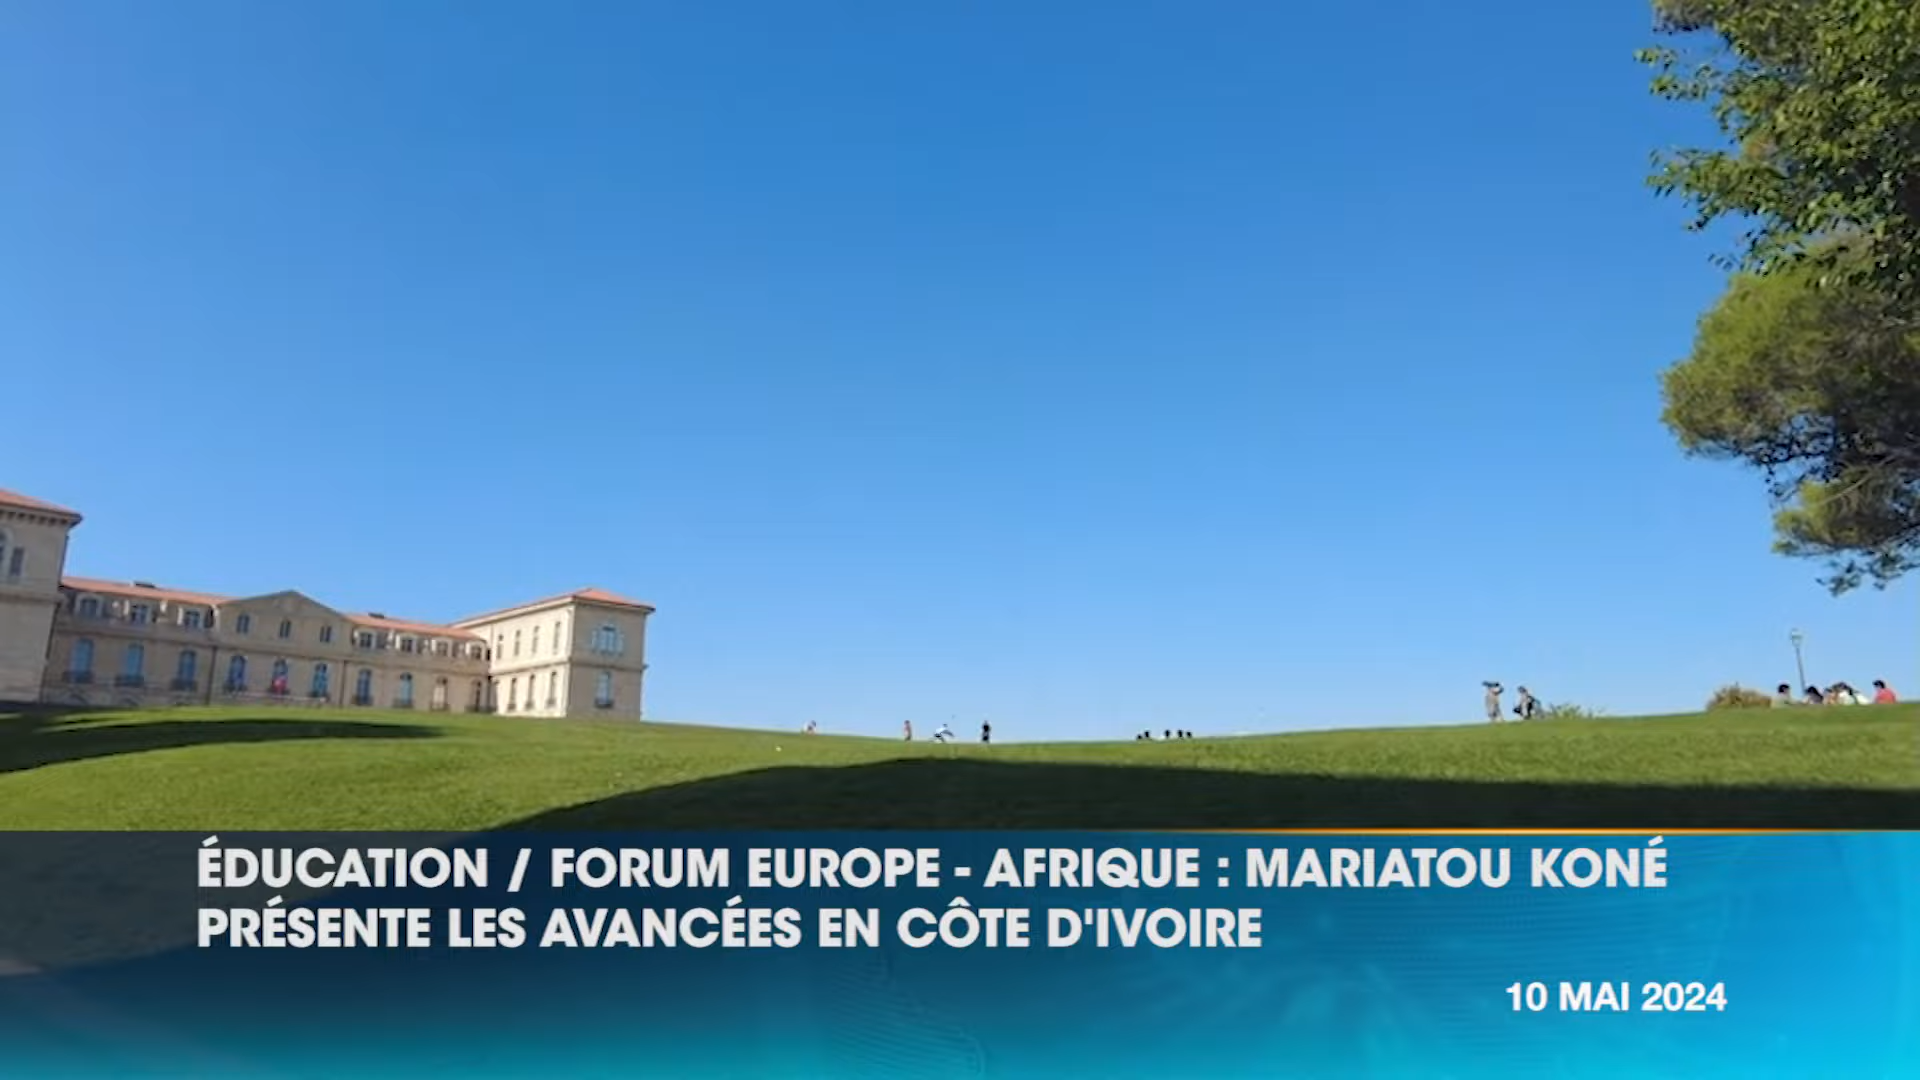 ÉDUCATION / FORUM EUROPE - AFRIQUE : MARIATOU KONÉ
PRÉSENTE LES AVANCÉES EN CÔTE D'IVOIRE
10 MAI 2024